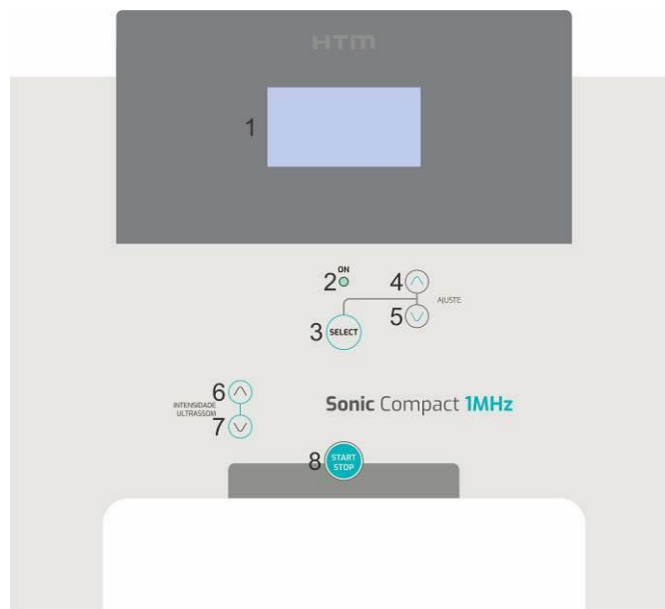 HTM
1
ON
2
4
AJUSTE
3
SELECT
5
6
INTENSIDADE
ULTRASSOM
7
Sonic Compact 1MHz
8
START
STOP